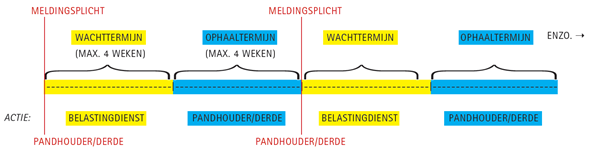 MELDINGSPLICHT MELDINGSPLICHT
WACHTTERMIJN OPHAALTERMIJN WACHTTERMIJN OPHAALTERMIJN ENZO. →
(MAX. 4 WEKEN) (MAX. 4 WEKEN)
ACTIE: BELASTINGDIENST PANDHOUDER/DERDE BELASTINGDIENST PANDHOUDER/DERDE
PANDHOUDER/DERDE PANDHOUDER/DERDE